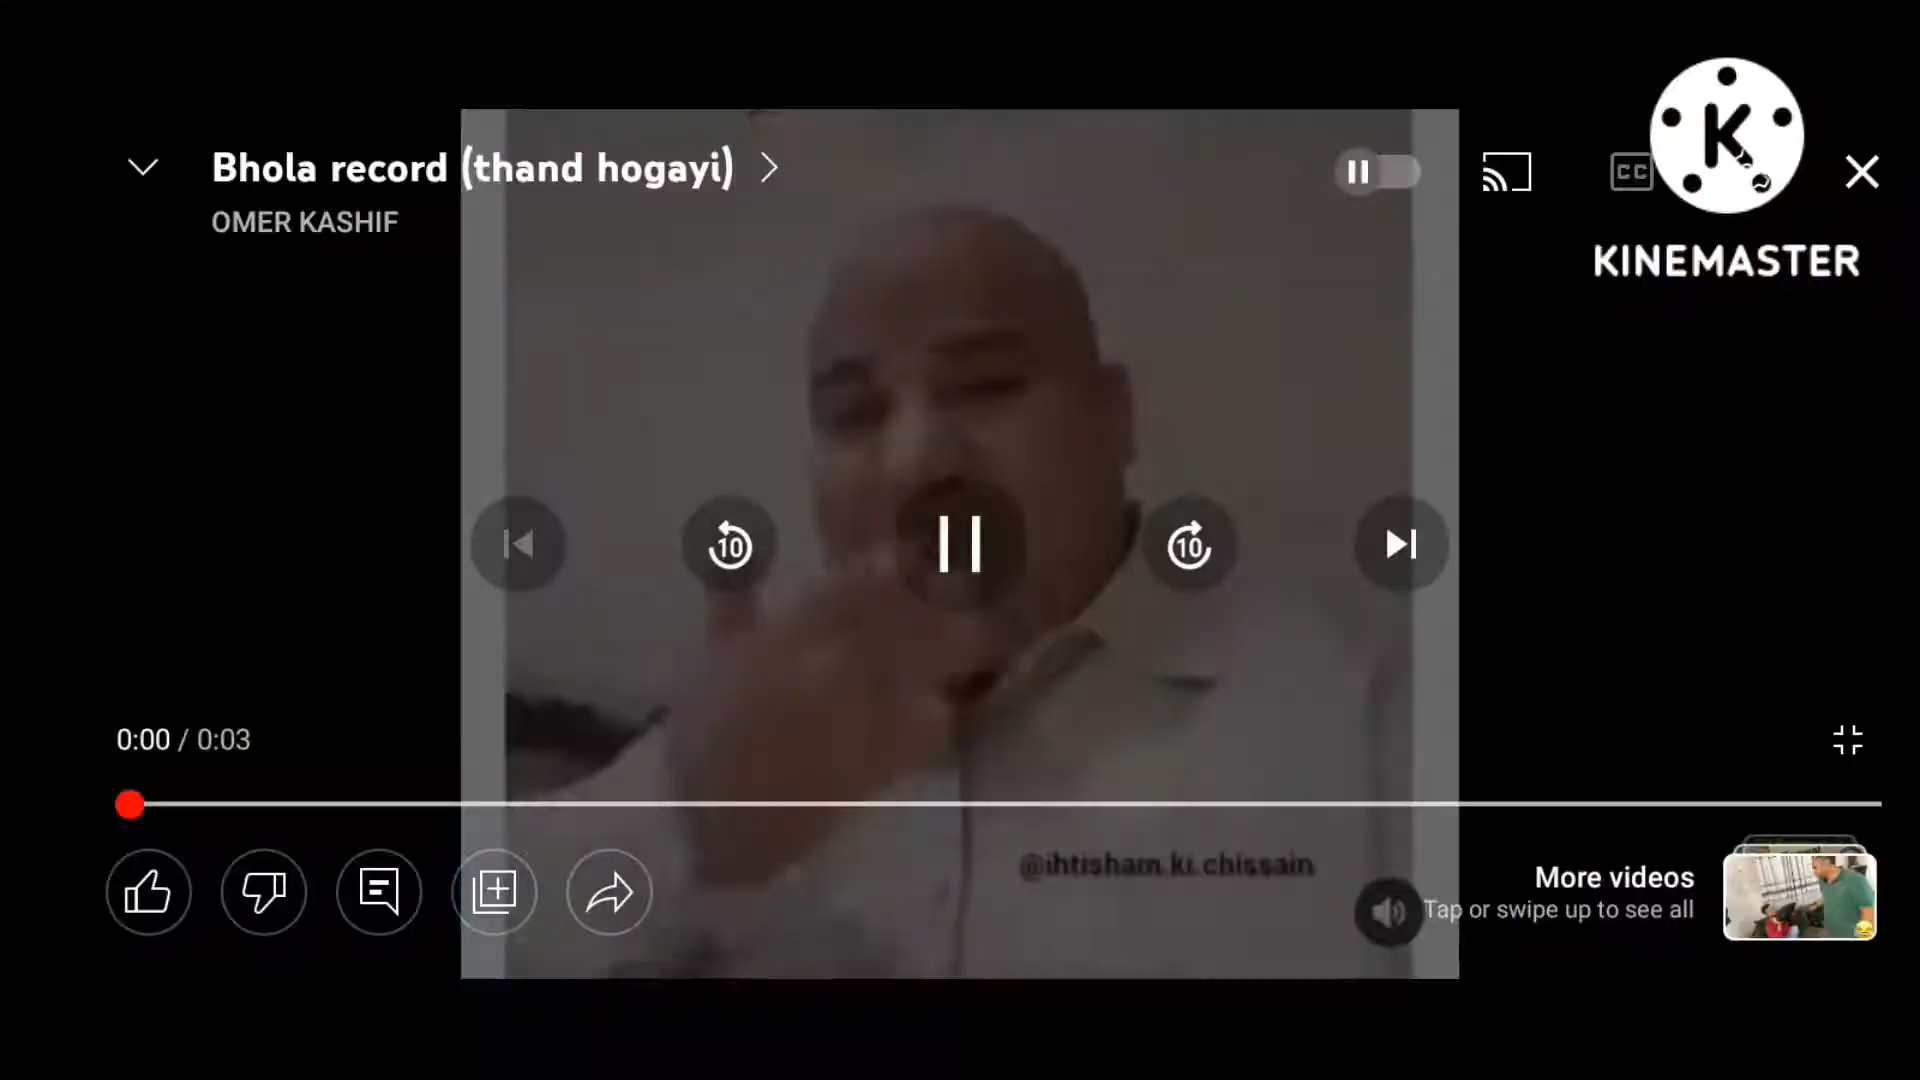 Bhola record (thand hogayi)
OMER KASHIF
CC
K
KINEMASTER
10
10
0:00 / 0:03
@ihtisham.ki.chissain
More videos
Tap or swipe up to see all